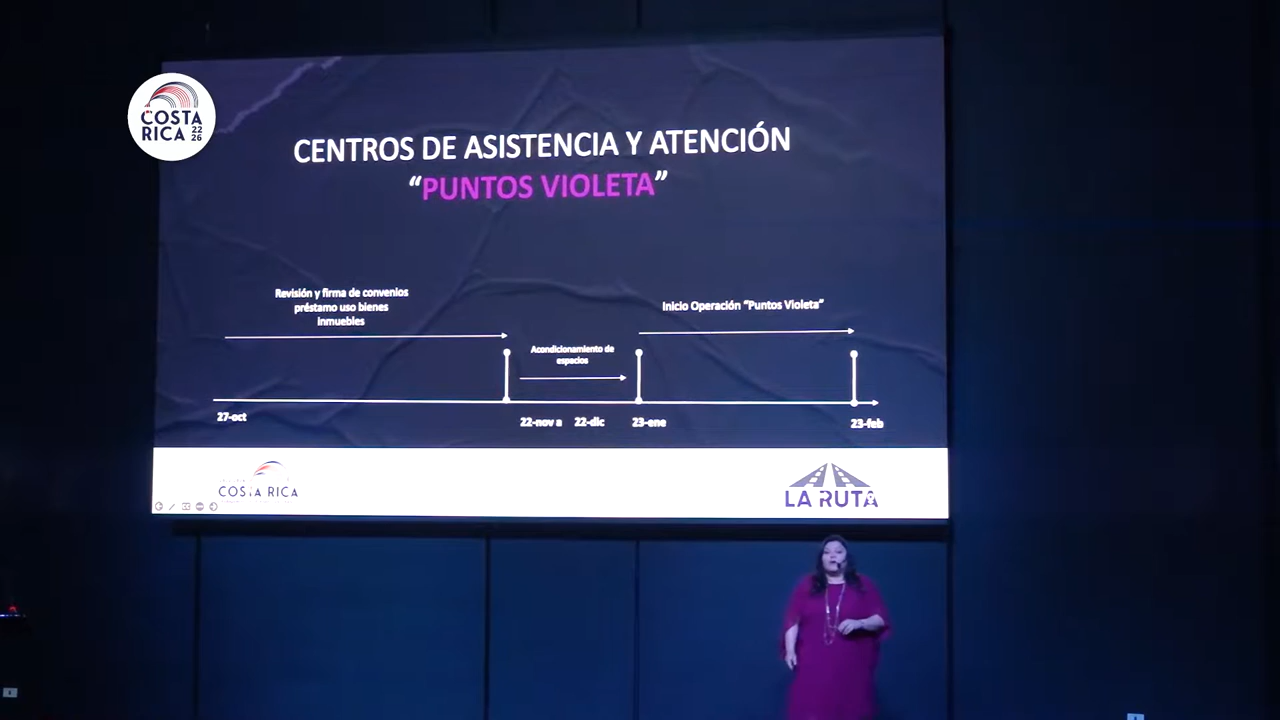 COSTA
RICA 22
26
CENTROS DE ASISTENCIA Y ATENCIÓN
“PUNTOS VIOLETA”
Revisión y firma de convenios
préstamo uso bienes
inmuebles
Inicio Operación “Puntos Violeta”
Acondicionamiento de
espacios
27-oct
22-nov a 22-dic
23-ene
23-feb
COSTA RICA
LA RUTA